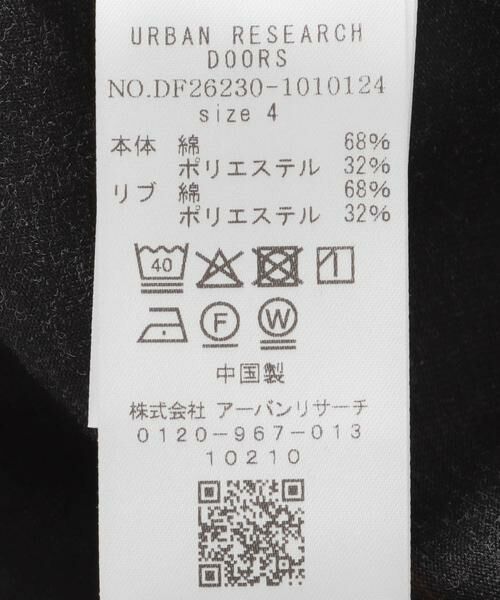 URBAN RESEARCH
DOORS
NO.DF26230-1010124
size 4
本体 綿 68%
ポリエステル 32%
リブ 綿 68%
ポリエステル 32%
40
F W
中国製
株式会社 アーバンリサーチ
0120-967-013
10210